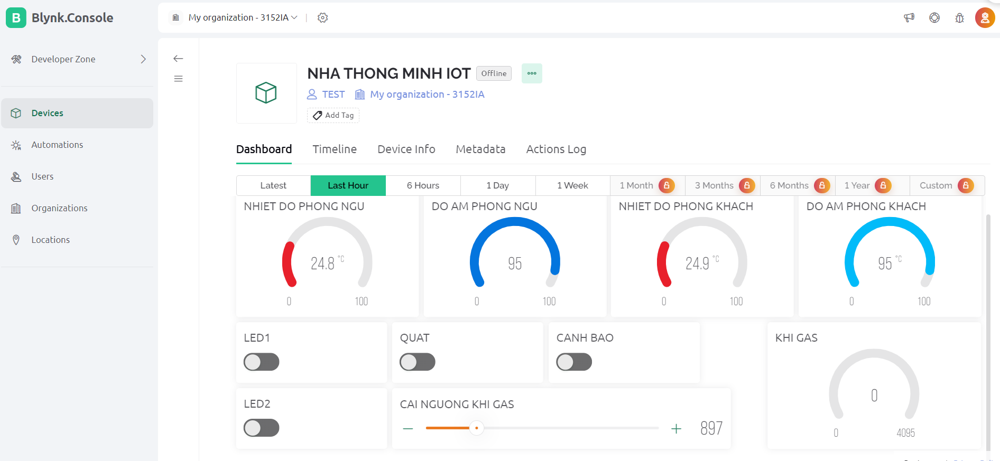 B Blynk.Console
My organization - 3152IA
Developer Zone
Devices
Automations
Users
Organizations
Locations
NHA THONG MINH IOT Offline
TEST My organization - 3152IA
Add Tag
Dashboard Timeline Device Info Metadata Actions Log
Latest Last Hour 6 Hours 1 Day 1 Week 1 Month 3 Months 6 Months 1 Year Custom
NHIET DO PHONG NGU
24.8 °C
0 100
DO AM PHONG NGU
95
0 100
NHIET DO PHONG KHACH
24.9 °C
0 100
DO AM PHONG KHACH
95 °C
0 100
LED1
QUAT
CANH BAO
KHI GAS
0
0 4095
LED2
CAI NGUONG KHI GAS
897